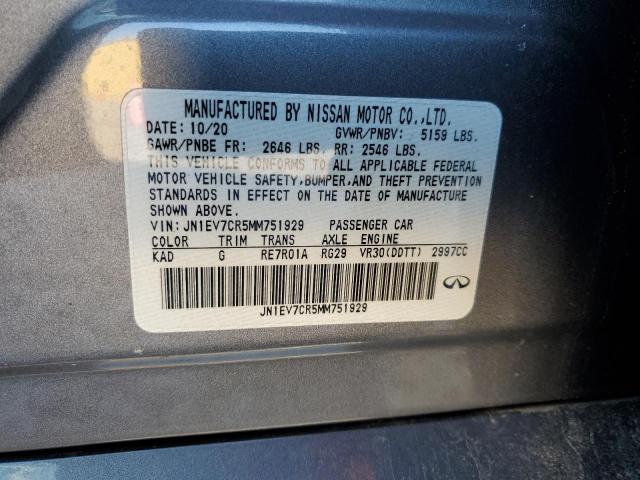 MANUFACTURED BY NISSAN MOTOR CO.,LTD.
DATE: 10/20 GVWR/PNBV: 5159 LBS.
GAWR/PNBE FR: 2646 LBS. RR: 2546 LBS.
THIS VEHICLE CONFORMS TO ALL APPLICABLE FEDERAL
MOTOR VEHICLE SAFETY,BUMPER,AND THEFT PREVENTION
STANDARDS IN EFFECT ON THE DATE OF MANUFACTURE
SHOWN ABOVE.
VIN: JN1EV7CR5MM751929 PASSENGER CAR
COLOR TRIM TRANS AXLE ENGINE
KAD G RE7R01A RG29 VR30(DDTT) 2997CC
JN1EV7CR5MM751929